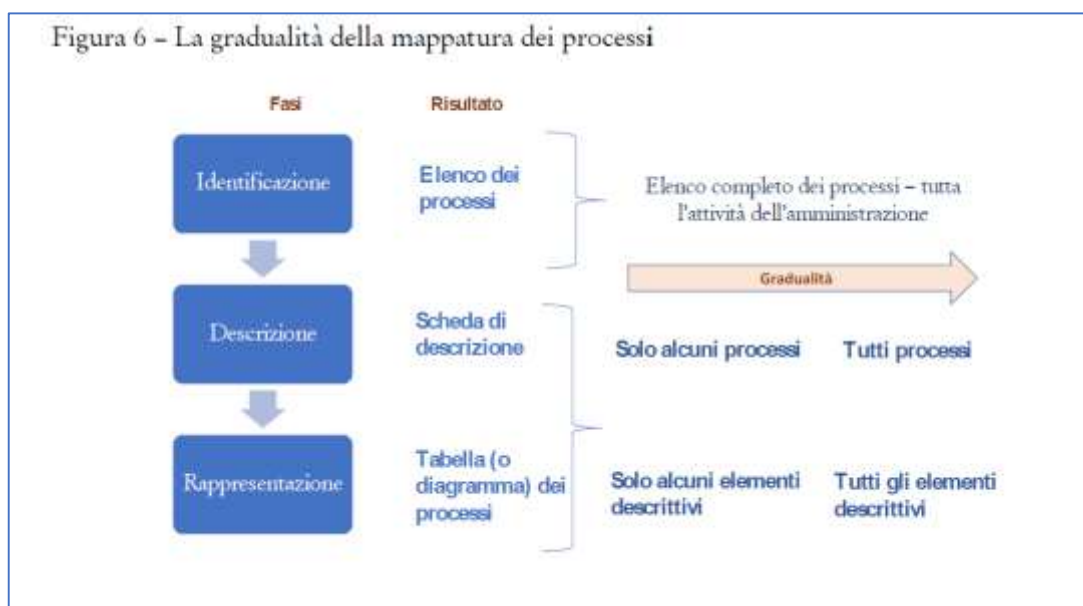 Figura 6 – La gradualità della mappatura dei processi
Fasi
Risultato
Identificazione
Elenco dei
processi
Elenco completo dei processi – tutta
l'attività dell'amministrazione
Gradualità
Descrizione
Scheda di
descrizione
Solo alcuni processi
Tutti processi
Rappresentazione
Tabella (o
diagramma) dei
processi
Solo alcuni elementi
descrittivi
Tutti gli elementi
descrittivi